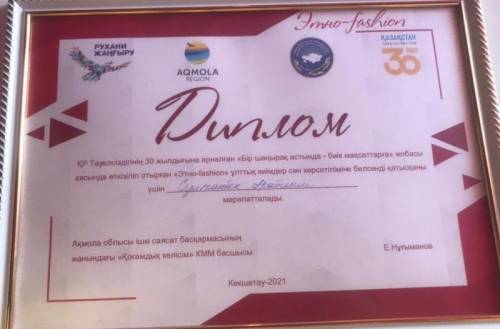 Этно-fashion
РУХАНИ
ЖАҢҒЫРУ
AQMOLA
REGION
ҚАЗАҚСТАН
30
Диплом
ҚР Тәуелсіздігінің 30 жылдығына арналған «Бір шаңырақ астында - биік мақсаттарға» жобасы
аясында өткізіліп отырған «Этно-fashion» ұлттық киімдер сән көрсетіліміне белсенді қатысқаны
үшін
марапатталады.
Ақмола облысы ішкі саясат басқармасының
жанындағы «Қоғамдық келісім» КММ басшысы
Е.Нұғыманов
Көкшетау-2021